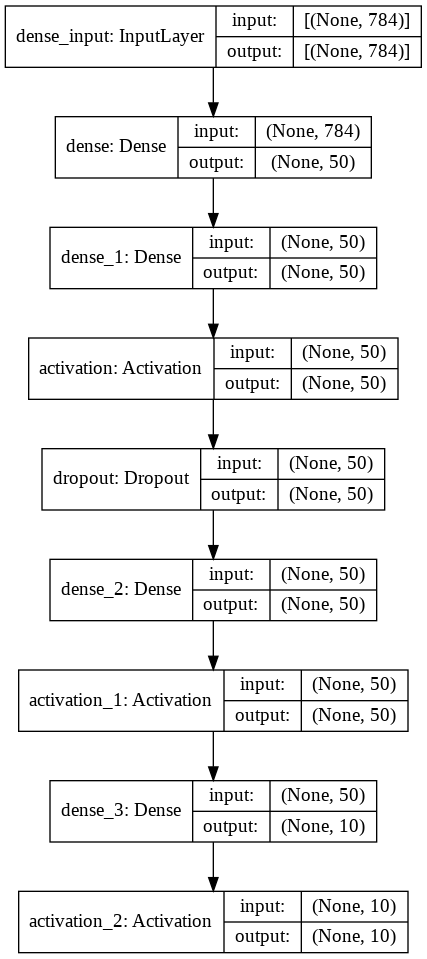 dense_input: InputLayer
input: [(None, 784)]
output: [(None, 784)]
dense: Dense
input: (None, 784)
output: (None, 50)
dense_1: Dense
input: (None, 50)
output: (None, 50)
activation: Activation
input: (None, 50)
output: (None, 50)
dropout: Dropout
input: (None, 50)
output: (None, 50)
dense_2: Dense
input: (None, 50)
output: (None, 50)
activation_1: Activation
input: (None, 50)
output: (None, 50)
dense_3: Dense
input: (None, 50)
output: (None, 10)
activation_2: Activation
input: (None, 10)
output: (None, 10)